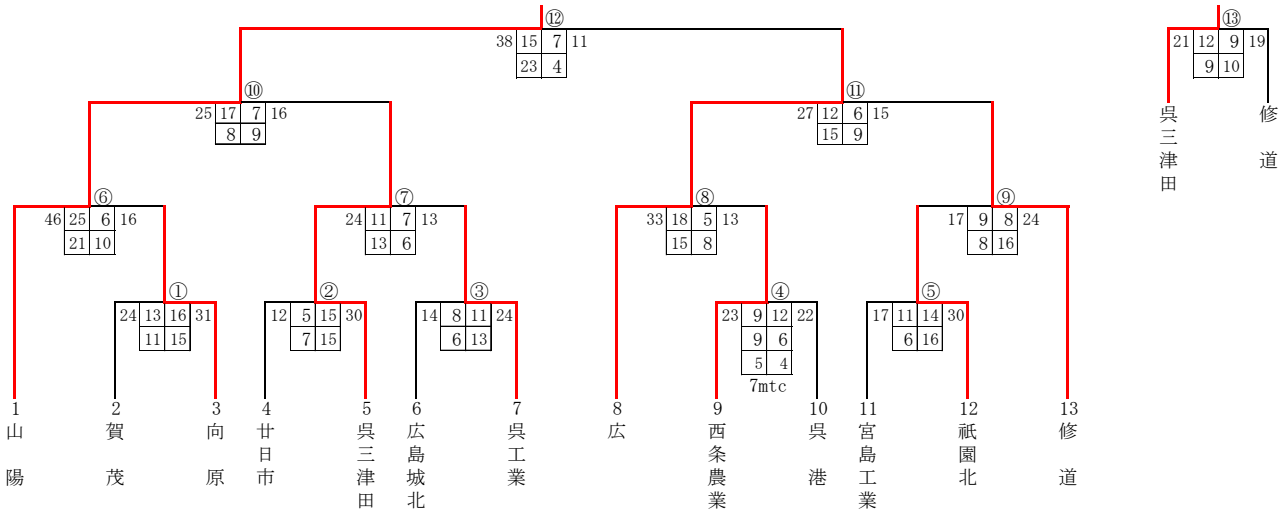 ⑫ ⑬
38 15 7 11 21 12 9 19
23 4 9 10
⑩ ⑪
25 17 7 16 27 12 6 15
8 9 15 9
呉三津田 修道
⑥ ⑦ ⑧ ⑨
46 25 6 16 24 11 7 13 33 18 5 13 17 9 8 24
21 10 13 6 15 8 8 16
① ② ③ ④ ⑤
24 13 16 31 12 5 15 30 14 8 11 24 23 9 12 22 17 11 14 30
11 15 7 15 6 13 9 6 6 16
5 4
7mtc
1 2 3 4 5 6 7 8 9 10 11 12 13
山陽 賀茂 向原 廿日市 呉三津田 広島城北 呉工業 広 西条農業 呉港 宮島工業 祇園北 修道